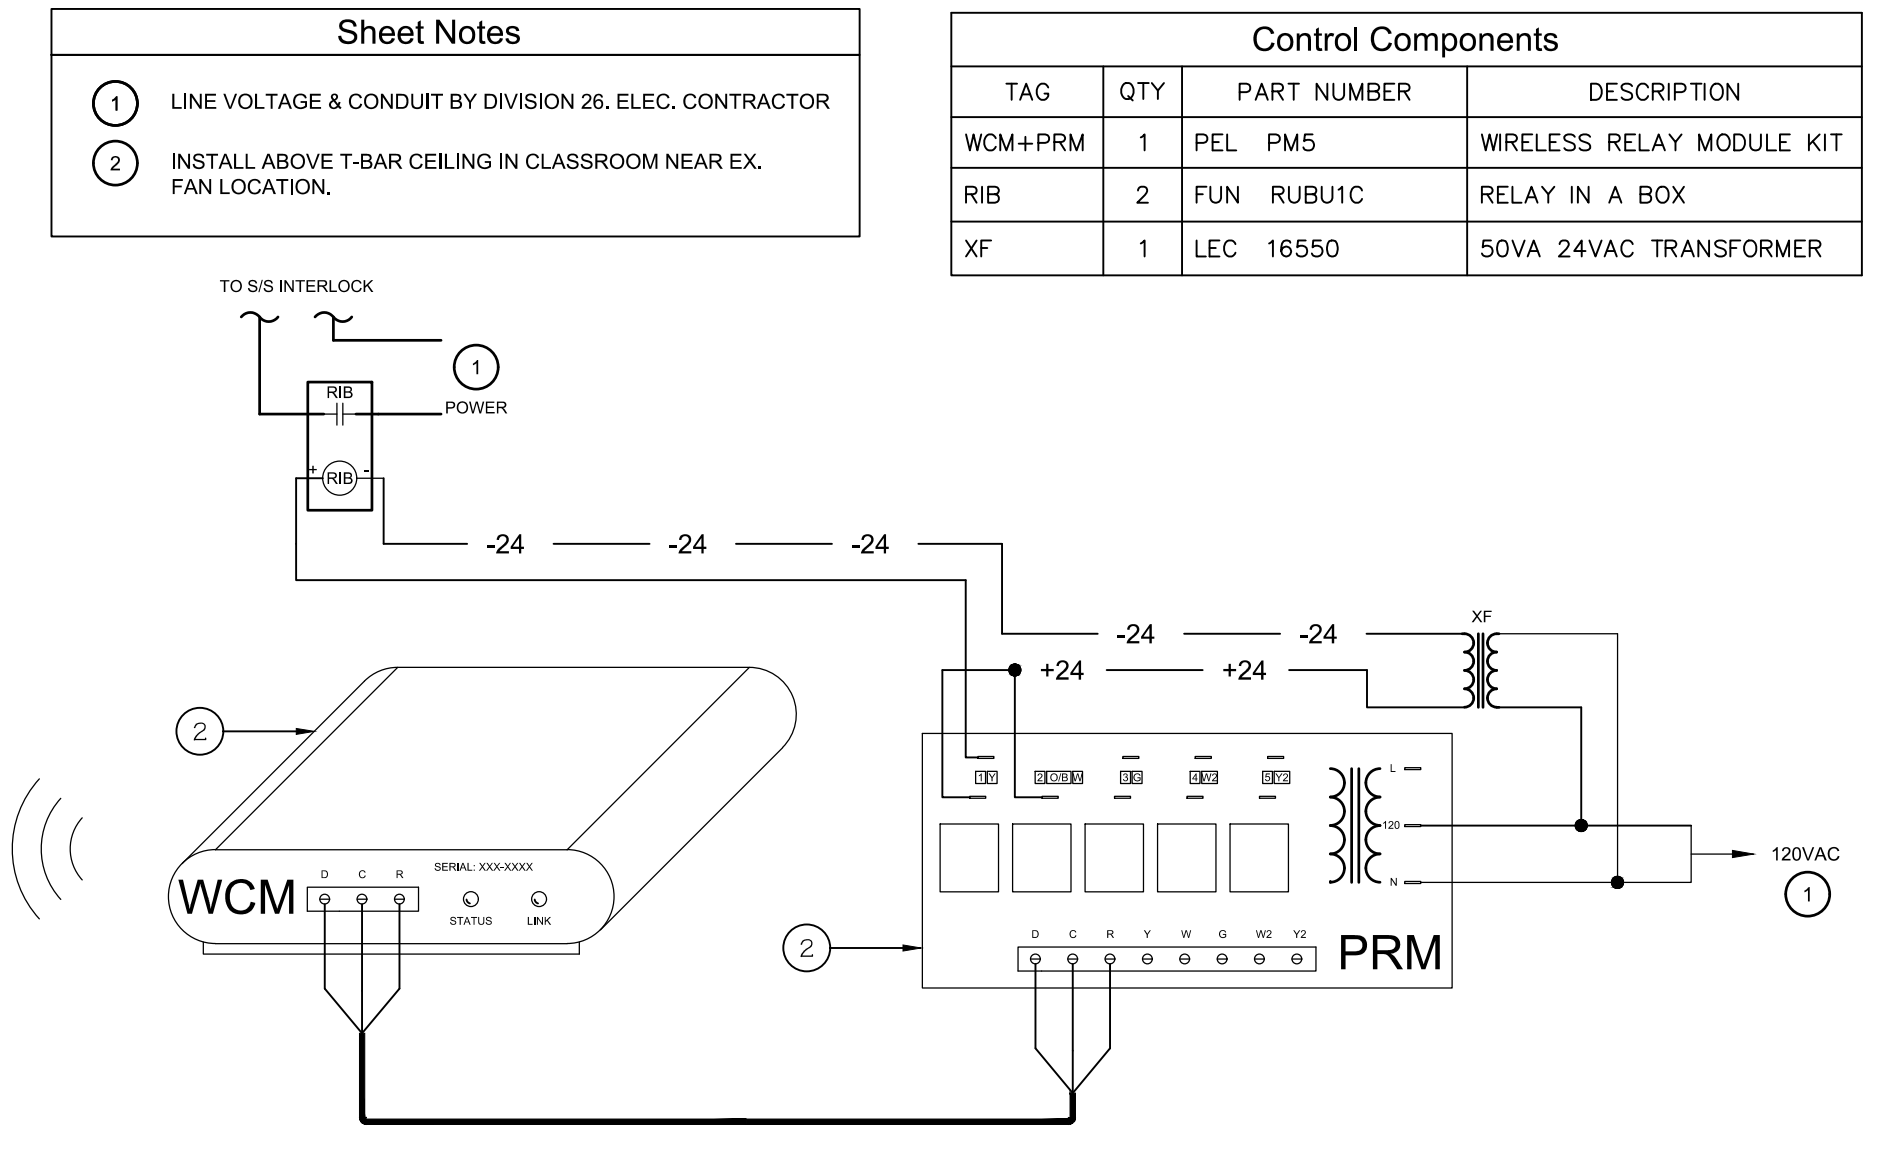 Sheet Notes
1 LINE VOLTAGE & CONDUIT BY DIVISION 26. ELEC. CONTRACTOR
2 INSTALL ABOVE T-BAR CEILING IN CLASSROOM NEAR EX.
FAN LOCATION.
Control Components
TAG QTY PART NUMBER DESCRIPTION
WCM+PRM 1 PEL PM5 WIRELESS RELAY MODULE KIT
RIB 2 FUN RUBU1C RELAY IN A BOX
XF 1 LEC 16550 50VA 24VAC TRANSFORMER
TO S/S INTERLOCK
1
POWER
RIB
+ RIB -
-24 -24 -24
-24 -24
+24 +24
XF
2
1 Y 2 O/B W 3 G 4 W2 5 Y2
L
120
N
120VAC
1
SERIAL: XXX-XXXX
D C R
WCM
STATUS LINK
2
D C R Y W G W2 Y2
PRM